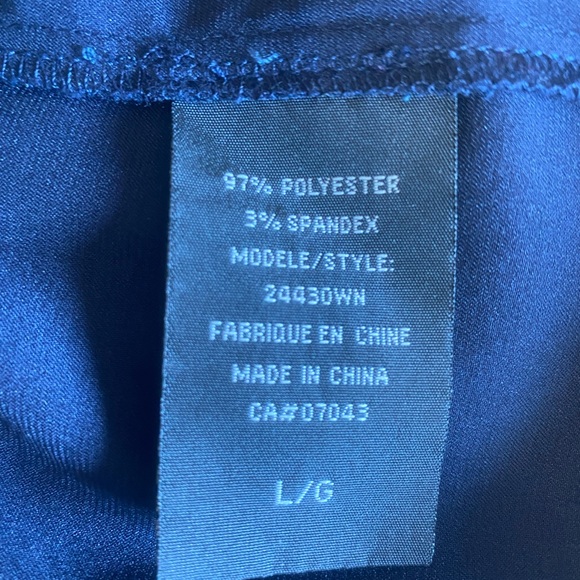 97% POLYESTER
3% SPANDEX
MODELE/STYLE:
24430WN
FABRIQUE EN CHINE
MADE IN CHINA
CA#07043
L/G